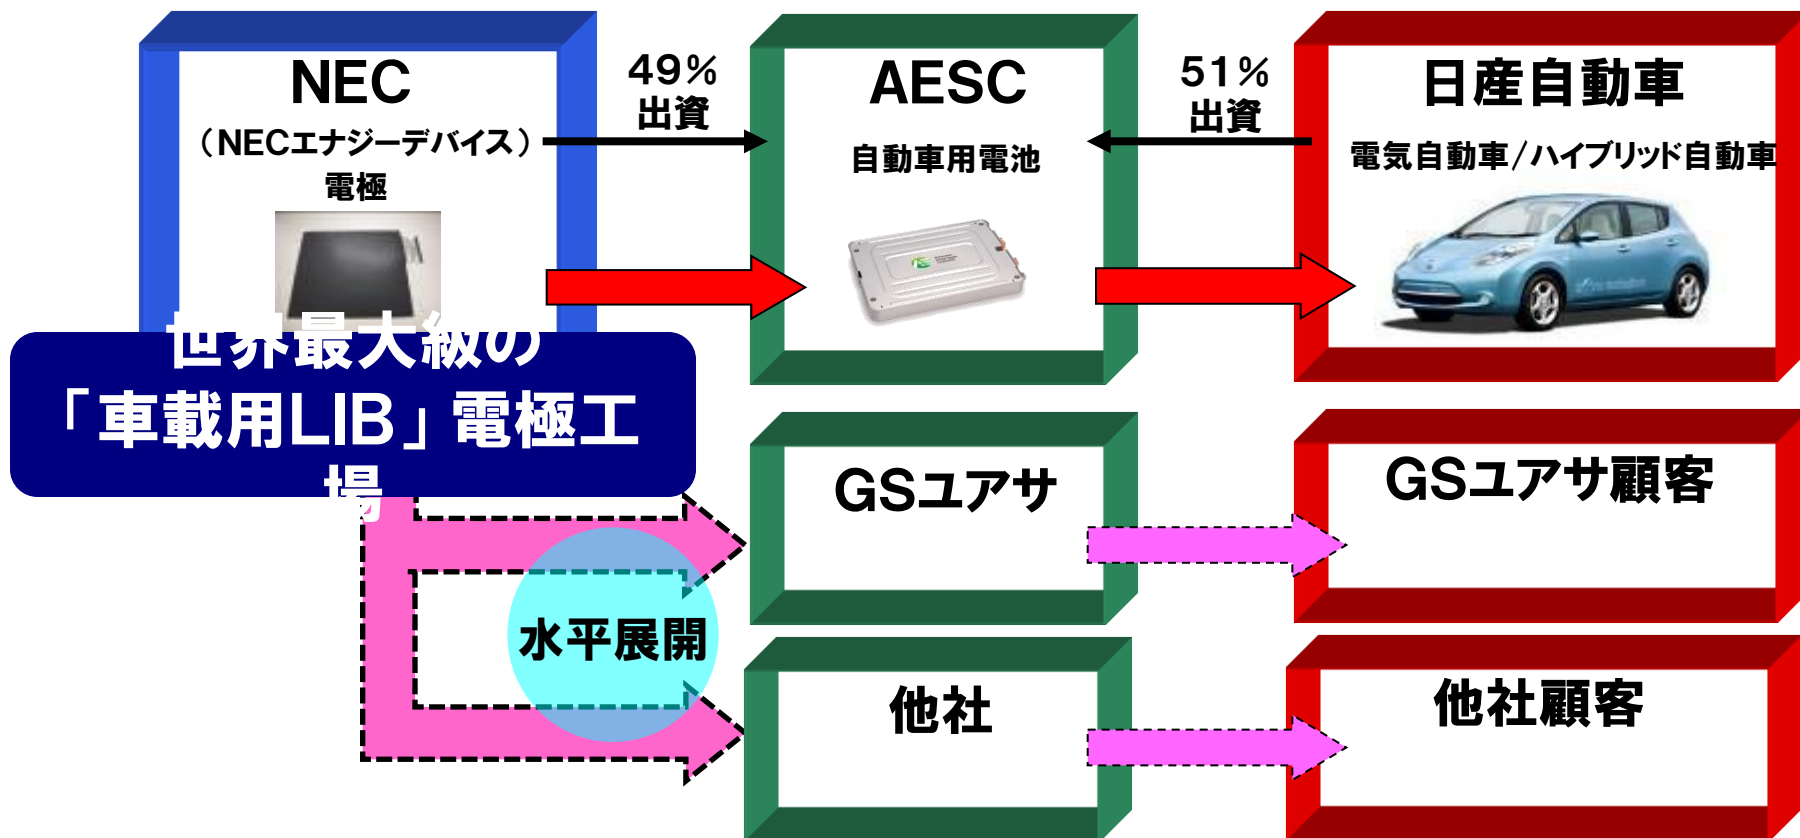 NEC
（NECエナジーデバイス）
電極
49%
出資
AESC
自動車用電池
51%
出資
日産自動車
電気自動車/ハイブリッド自動車
世界最大級の
「車載用LIB」電極工
場
水平展開
GSユアサ
GSユアサ顧客
他社
他社顧客